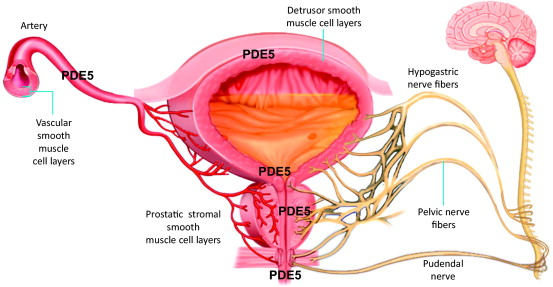 Detrusor smooth
muscle cell layers
Artery
PDE5
PDE5
Vascular
smooth
muscle
cell layers
Hypogastric
nerve fibers
PDE5
Prostatic stromal
smooth
muscle cell layers
PDE5
Pelvic nerve
fibers
Pudendal
nerve
PDE5